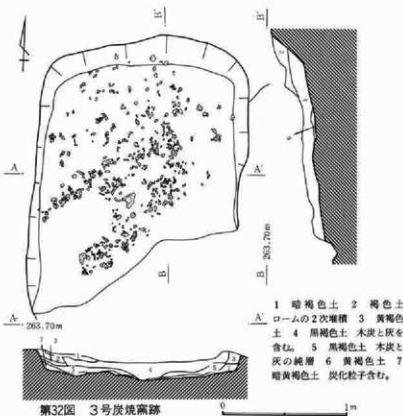 B'
B'
b
A
A'
B
B
263.70m
A
263.70m
A'
1 暗褐色土 2 褐色土
ロームの2次堆積 3 黄褐色
土 4 黒褐色土 木炭と灰を
含む。 5 黒褐色土 木炭と
灰の純層 6 黄褐色土 7
暗黄褐色土 炭化粒子含む。
第32図 3号炭焼窯跡
0 1m